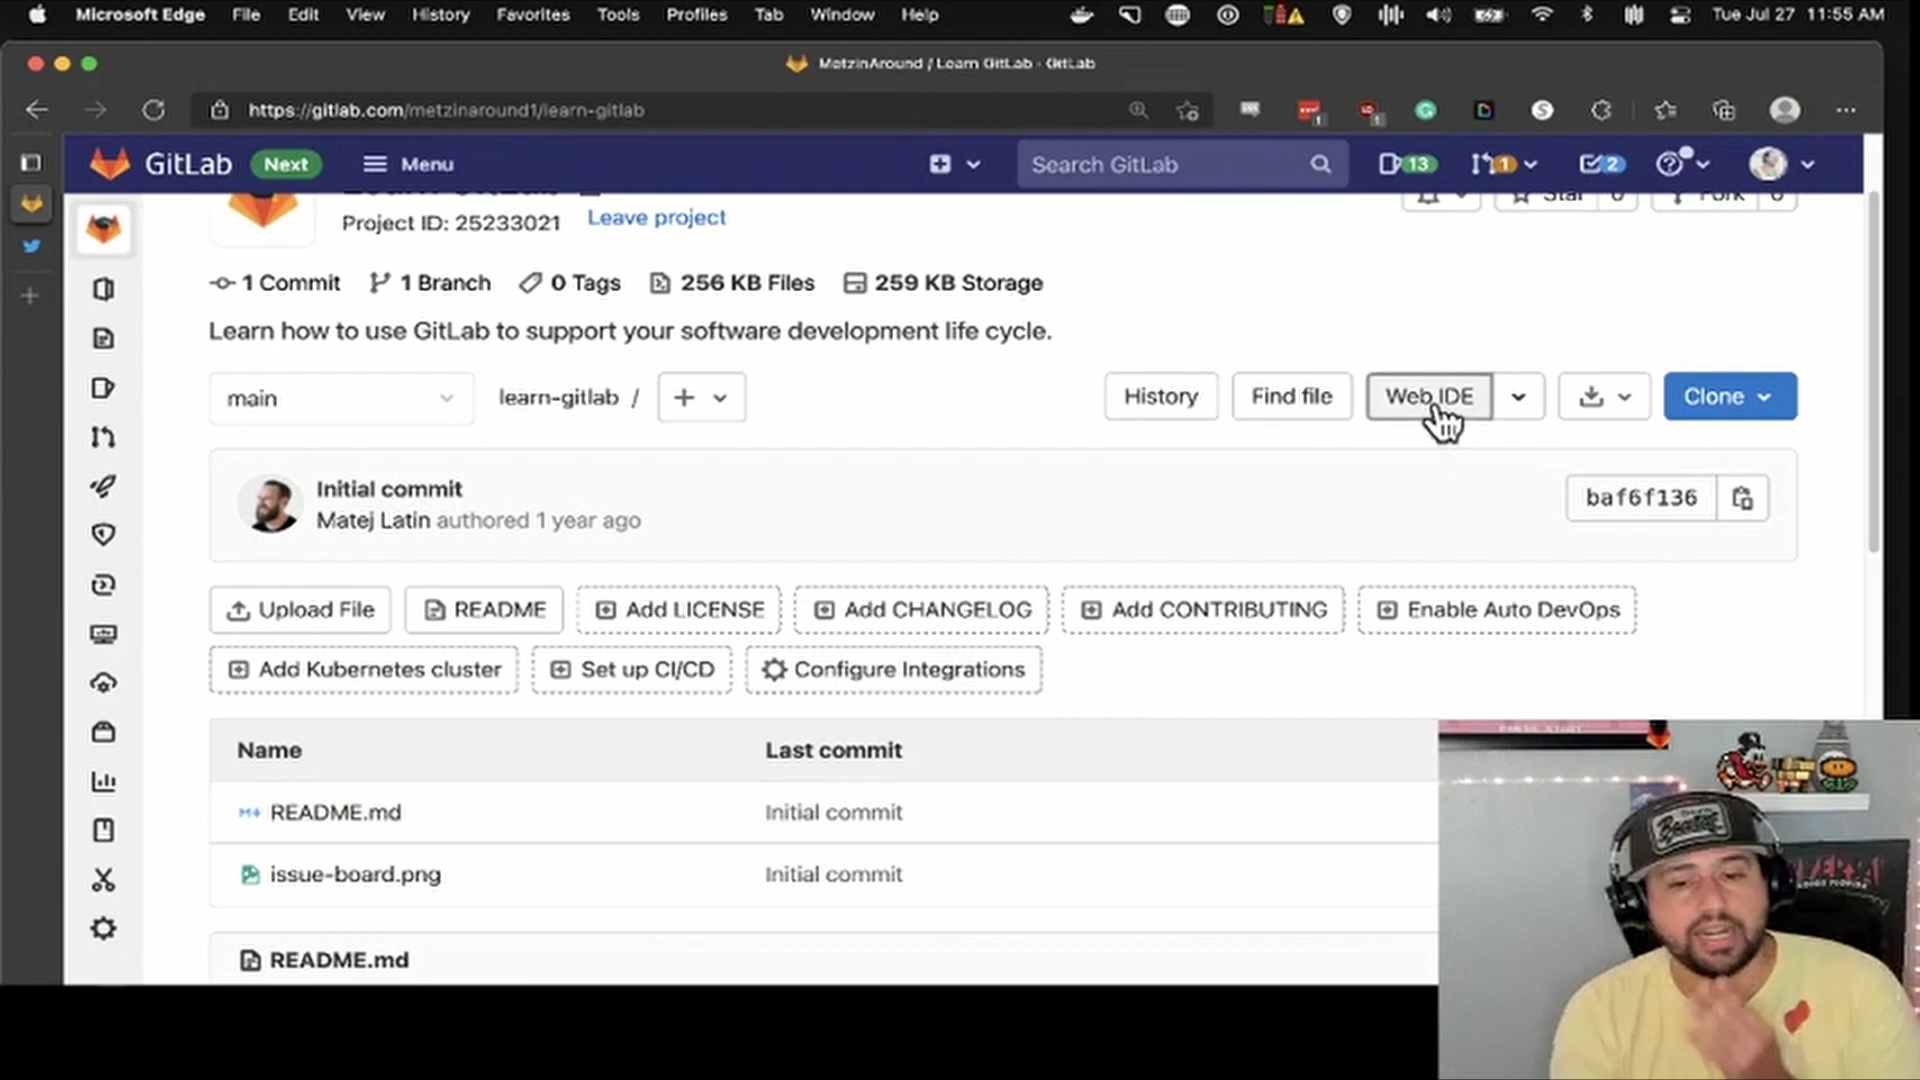 Microsoft Edge File Edit View History Favorites Tools Profiles Tab Window Help Tue Jul 27 11:55 AM
MetzinAround / Learn GitLab · GitLab
https://gitlab.com/metzinaround1/learn-gitlab
1
1
GitLab Next Menu Search GitLab 13 1 2
Project ID: 25233021 Leave project
Star 0 Fork 0
1 Commit 1 Branch 0 Tags 256 KB Files 259 KB Storage
Learn how to use GitLab to support your software development life cycle.
main learn-gitlab / History Find file Web IDE Clone
Initial commit
Matej Latin authored 1 year ago
baf6f136
Upload File README Add LICENSE Add CHANGELOG Add CONTRIBUTING Enable Auto DevOps
Add Kubernetes cluster Set up CI/CD Configure Integrations
Name Last commit
README.md Initial commit
issue-board.png Initial commit
README.md